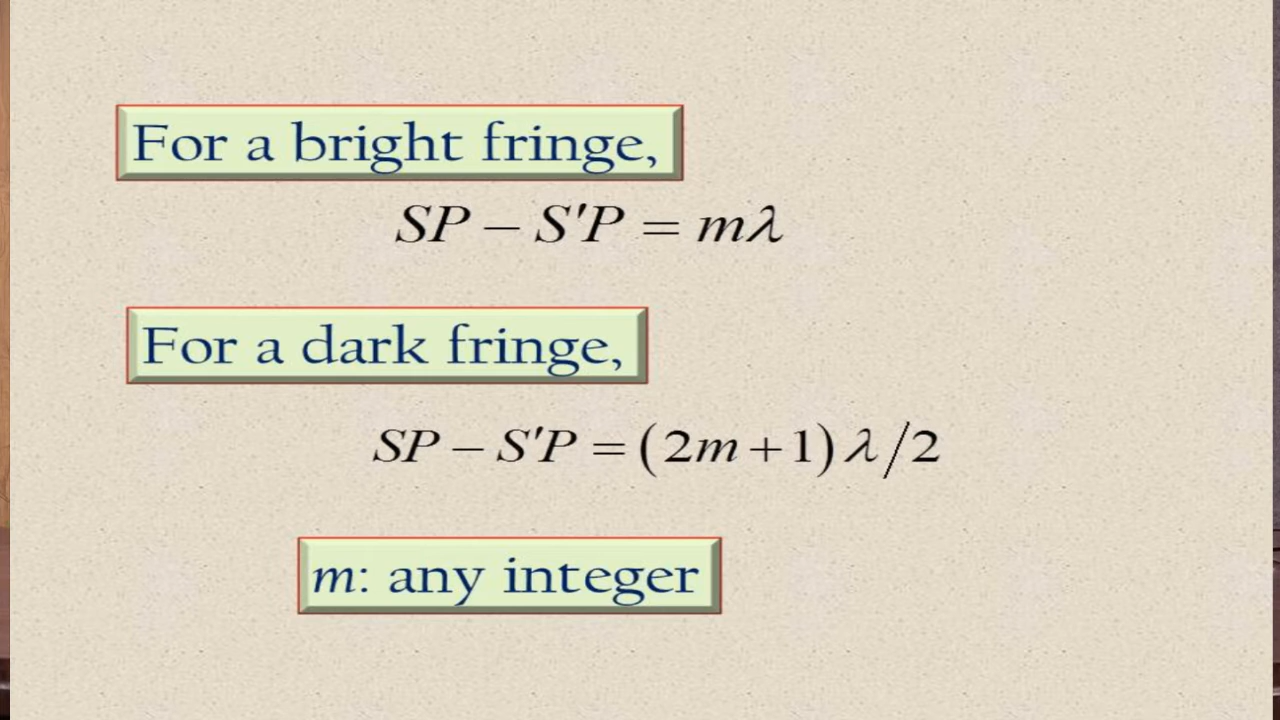 For a bright fringe,
SP − S′P = mλ
For a dark fringe,
SP − S′P = (2m + 1) λ/2
m: any integer